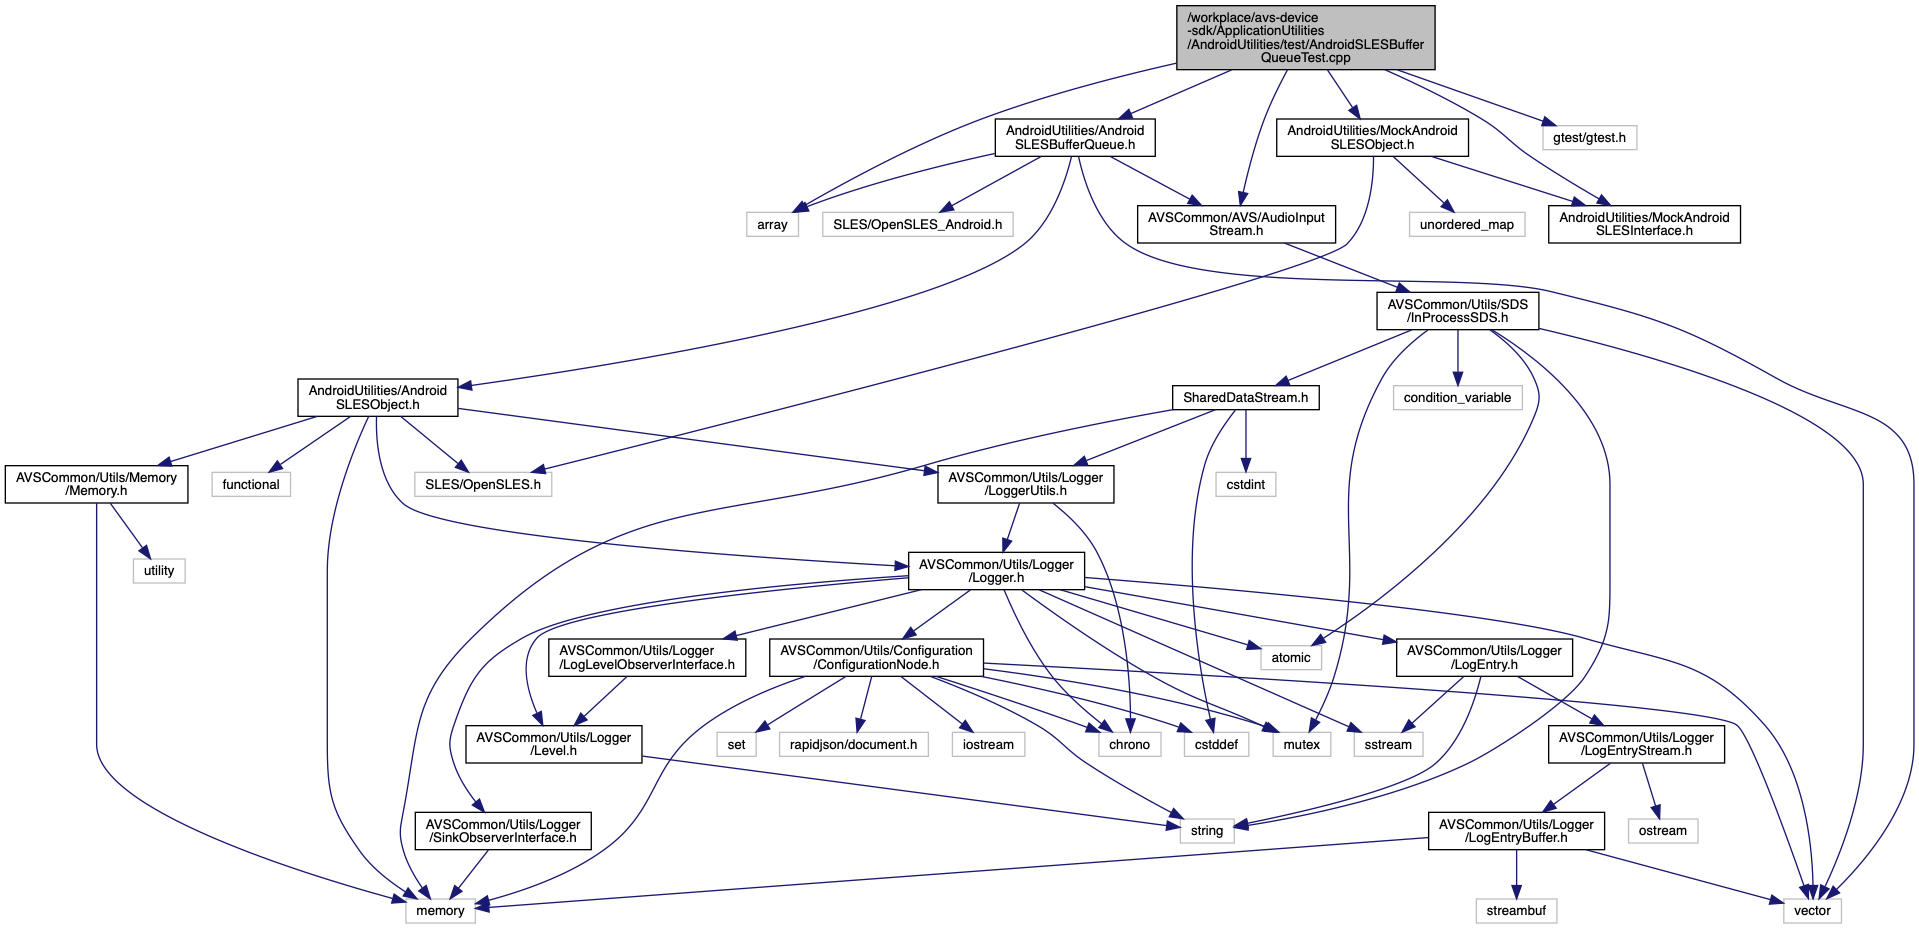 /workplace/avs-device
-sdk/ApplicationUtilities
/AndroidUtilities/test/AndroidSLESBuffer
QueueTest.cpp
AndroidUtilities/Android
SLESBufferQueue.h
AndroidUtilities/MockAndroid
SLESObject.h
gtest/gtest.h
array
SLES/OpenSLES_Android.h
AVSCommon/AVS/AudioInput
Stream.h
unordered_map
AndroidUtilities/MockAndroid
SLESInterface.h
AVSCommon/Utils/SDS
/InProcessSDS.h
AndroidUtilities/Android
SLESObject.h
SharedDataStream.h
condition_variable
AVSCommon/Utils/Memory
/Memory.h
functional
SLES/OpenSLES.h
AVSCommon/Utils/Logger
/LoggerUtils.h
cstdint
utility
AVSCommon/Utils/Logger
/Logger.h
AVSCommon/Utils/Logger
/LogLevelObserverInterface.h
AVSCommon/Utils/Configuration
/ConfigurationNode.h
atomic
AVSCommon/Utils/Logger
/LogEntry.h
AVSCommon/Utils/Logger
/Level.h
set
rapidjson/document.h
iostream
chrono
cstddef
mutex
sstream
AVSCommon/Utils/Logger
/LogEntryStream.h
AVSCommon/Utils/Logger
/SinkObserverInterface.h
string
AVSCommon/Utils/Logger
/LogEntryBuffer.h
ostream
memory
streambuf
vector